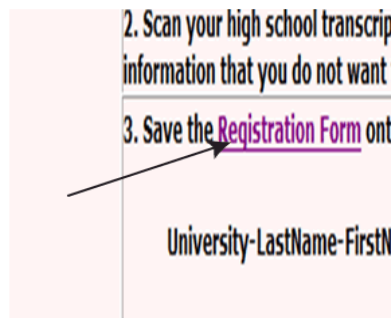 2. Scan your high school transcrip
information that you do not want
3. Save the Registration Form ont
University-LastName-FirstN